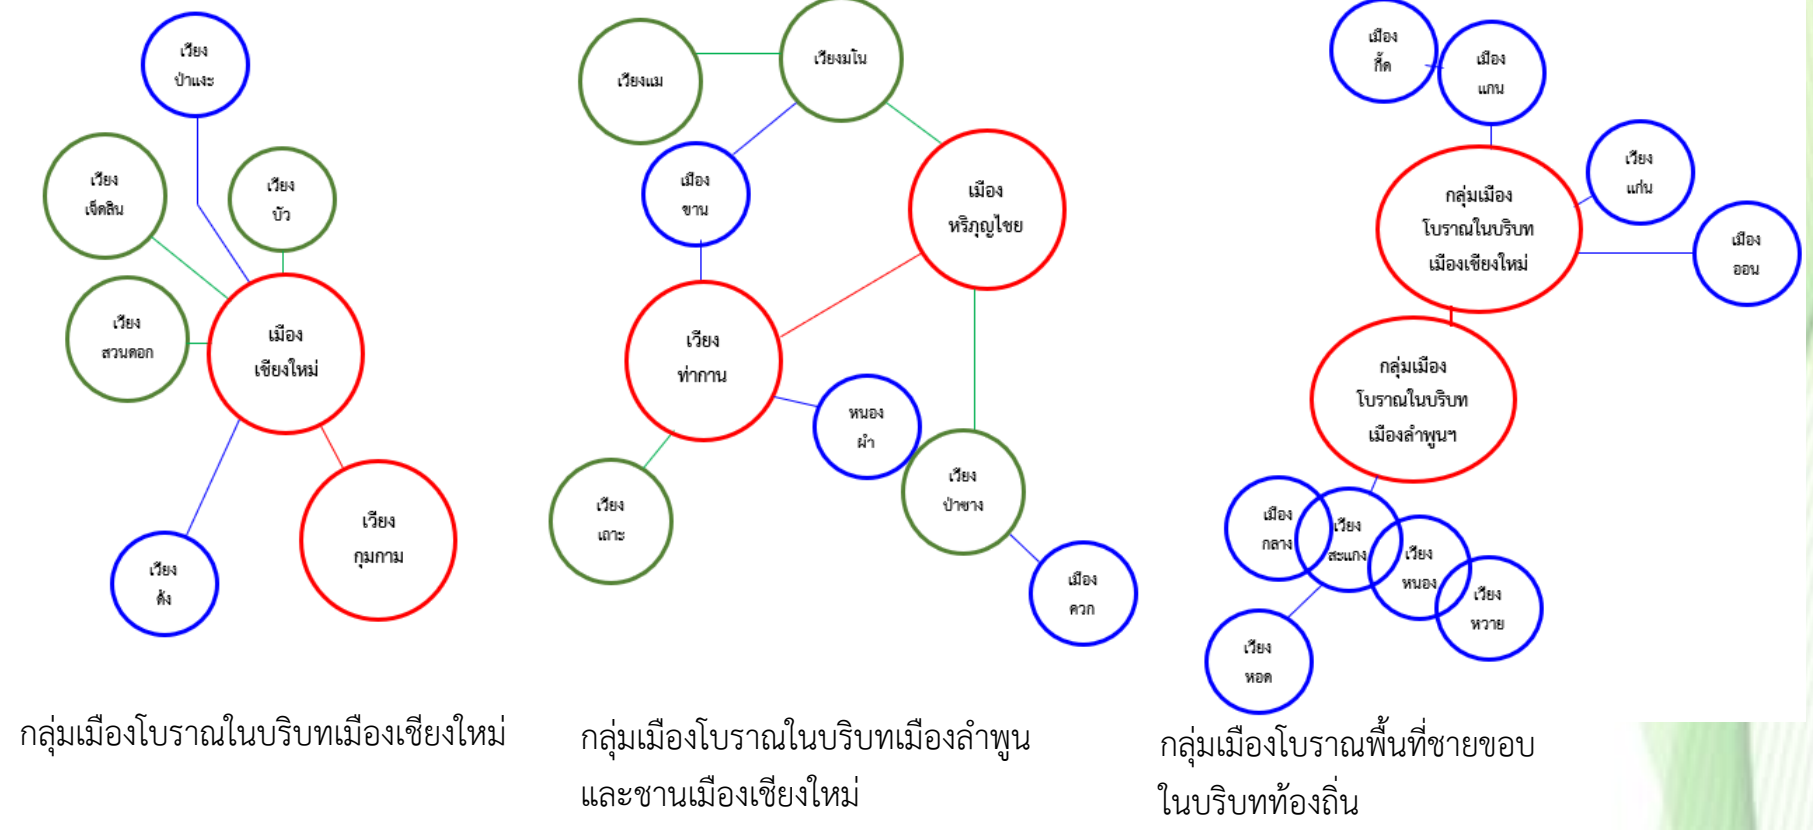 เวียง
ป่าแงะ
เวียง
เจ็ดลิน
เวียง
บัว
เวียง
สวนดอก
เมือง
เชียงใหม่
เวียง
กุมกาม
เวียง
ด้ง
กลุ่มเมืองโบราณในบริบทเมืองเชียงใหม่
เวียงแม
เวียงมโน
เมือง
ขาน
เมือง
หริภุญไชย
เวียง
ท่ากาน
หนอง
ผำ
เวียง
เถาะ
เวียง
ป่าซาง
เมือง
ควก
กลุ่มเมืองโบราณในบริบทเมืองลำพูน
และชานเมืองเชียงใหม่
เมือง
กื้ด
เมือง
แกน
เวียง
แก่น
กลุ่มเมือง
โบราณในบริบท
เมืองเชียงใหม่
เมือง
ออน
กลุ่มเมือง
โบราณในบริบท
เมืองลำพูนฯ
เมือง
กลาง
เวียง
สะแกง
เวียง
หนอง
เวียง
หวาย
เวียง
หอด
กลุ่มเมืองโบราณพื้นที่ชายขอบ
ในบริบทท้องถิ่น